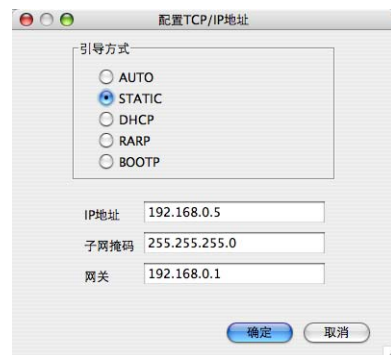 配置TCP/IP地址
引导方式
AUTO
STATIC
DHCP
RARP
BOOTP
IP地址 192.168.0.5
子网掩码 255.255.255.0
网关 192.168.0.1
确定 取消